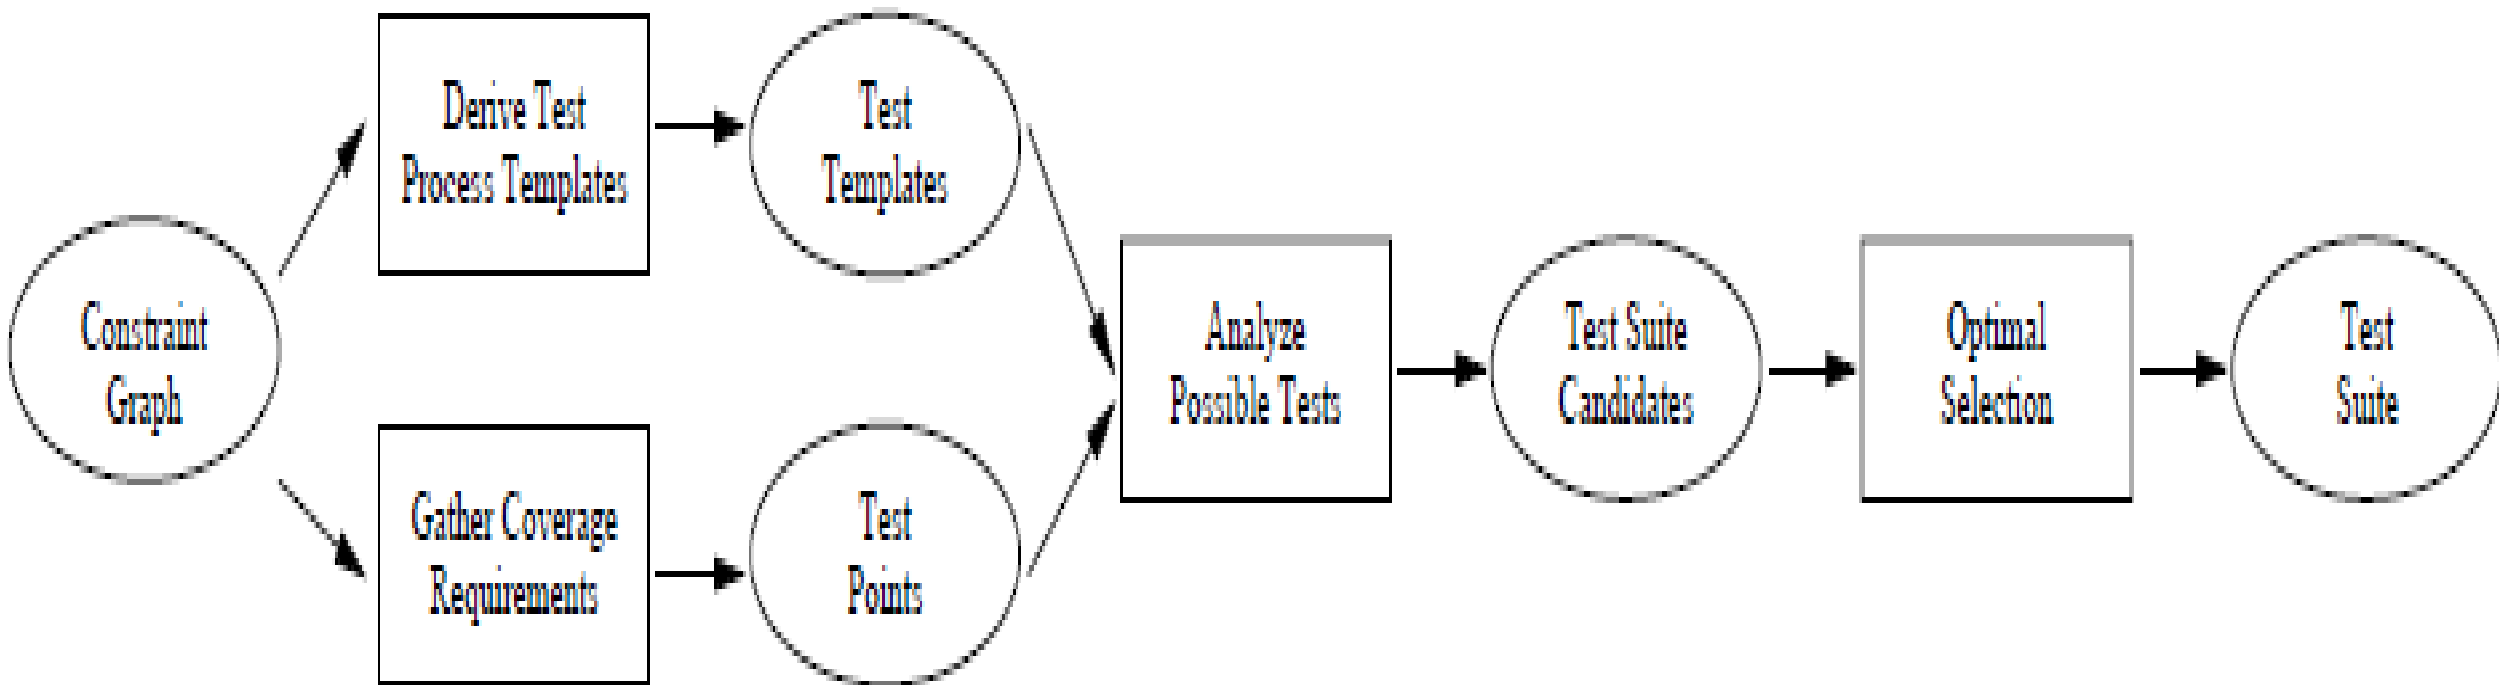 Derive Test
Process Templates
Test
Templates
Constraint
Graph
Gather Coverage
Requirements
Test
Points
Analyze
Possible Tests
Test Suite
Candidates
Optimal
Selection
Test
Suite